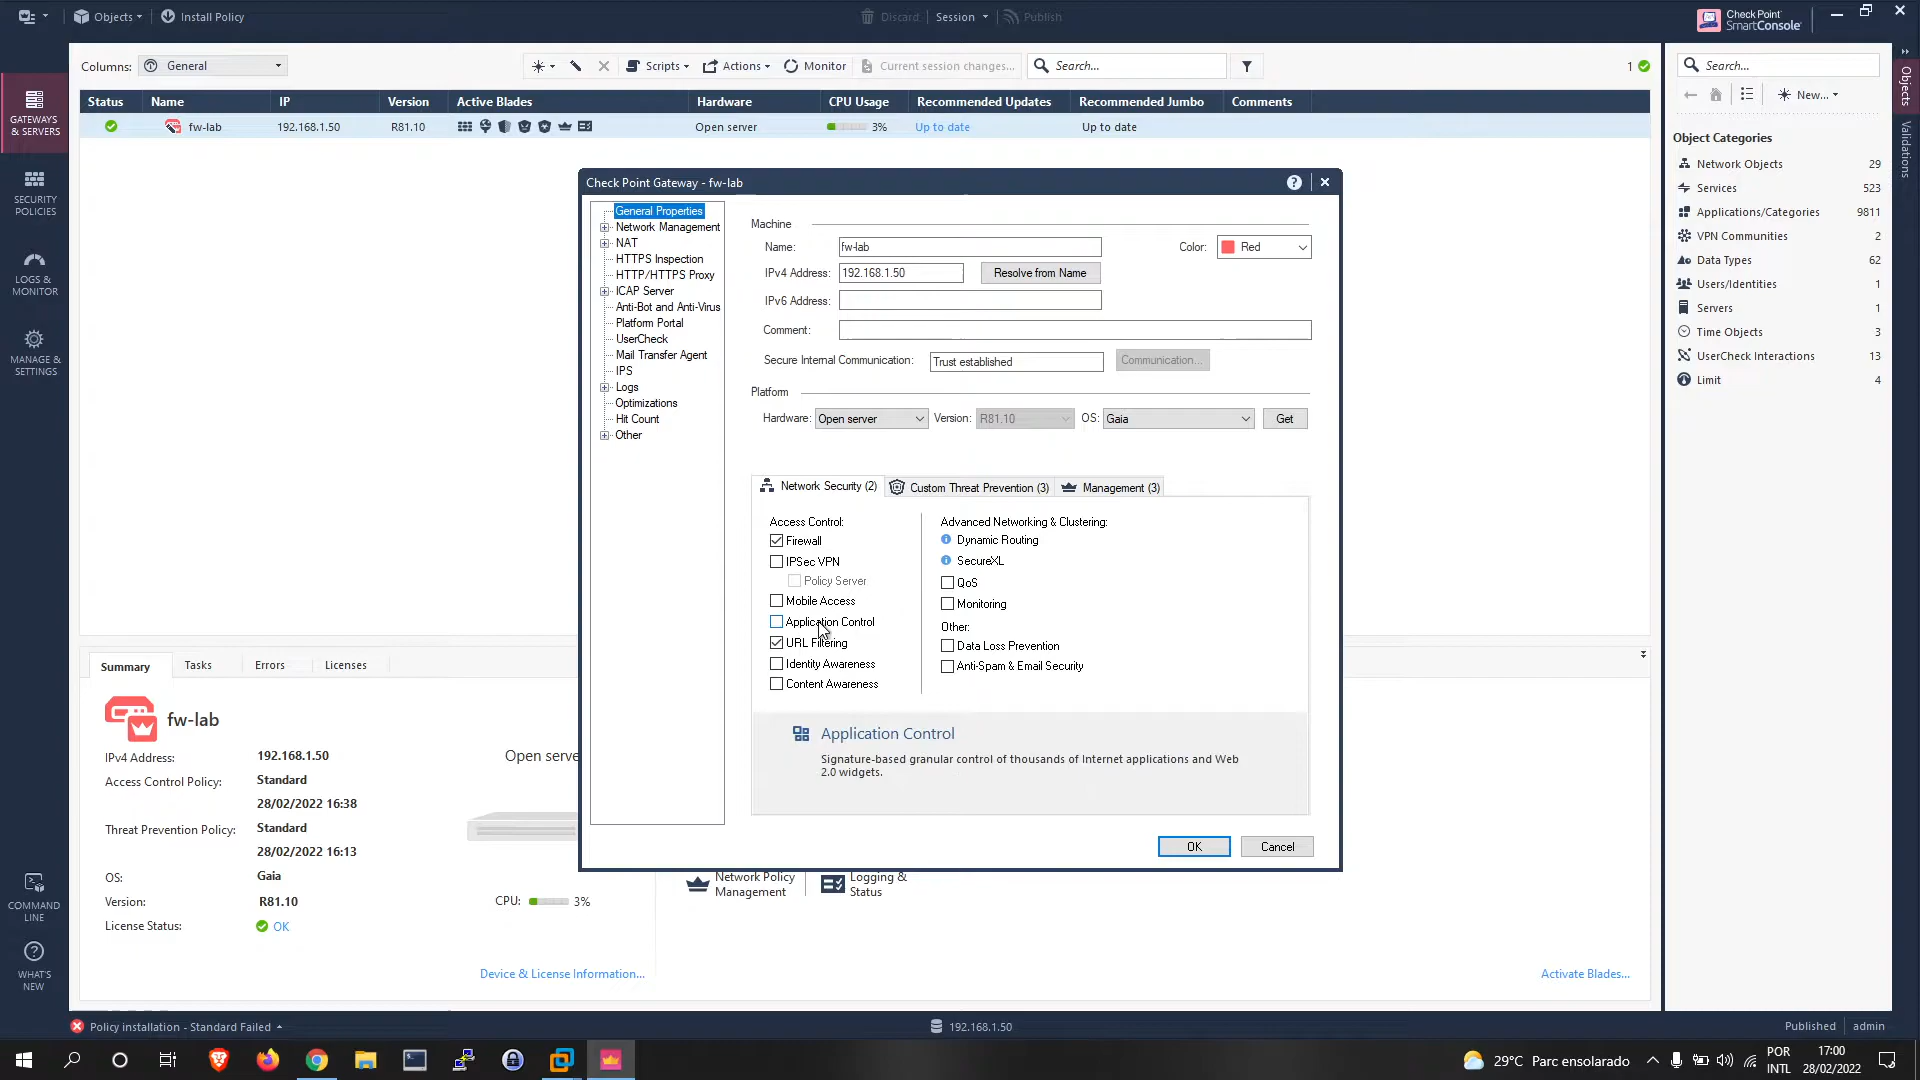 Objects
Install Policy
Discard
Session
Publish
Check Point
SmartConsole
Columns:
General
Scripts
Actions
Monitor
Current session changes...
Search...
1
Search...
Status
Name
IP
Version
Active Blades
Hardware
CPU Usage
Recommended Updates
Recommended Jumbo
Comments
fw-lab
192.168.1.50
R81.10
Open server
3%
Up to date
Up to date
GATEWAYS
& SERVERS
SECURITY
POLICIES
LOGS &
MONITOR
MANAGE &
SETTINGS
COMMAND
LINE
WHAT'S
NEW
Check Point Gateway - fw-lab
General Properties
Network Management
NAT
HTTPS Inspection
HTTP/HTTPS Proxy
ICAP Server
Anti-Bot and Anti-Virus
Platform Portal
UserCheck
Mail Transfer Agent
IPS
Logs
Optimizations
Hit Count
Other
Machine
Name:
fw-lab
Color:
Red
IPv4 Address:
192.168.1.50
Resolve from Name
IPv6 Address:
Comment:
Secure Internal Communication:
Trust established
Communication...
Platform
Hardware:
Open server
Version:
R81.10
OS:
Gaia
Get
Network Security (2)
Custom Threat Prevention (3)
Management (3)
Access Control:
Firewall
IPSec VPN
Policy Server
Mobile Access
Application Control
URL Filtering
Identity Awareness
Content Awareness
Advanced Networking & Clustering:
Dynamic Routing
SecureXL
QoS
Monitoring
Other:
Data Loss Prevention
Anti-Spam & Email Security
Application Control
Signature-based granular control of thousands of Internet applications and Web
2.0 widgets.
OK
Cancel
New...
Object Categories
Network Objects 29
Services 523
Applications/Categories 9811
VPN Communities 2
Data Types 62
Users/Identities 1
Servers 1
Time Objects 3
UserCheck Interactions 13
Limit 4
Objects
Validations
Summary
Tasks
Errors
Licenses
fw-lab
IPv4 Address: 192.168.1.50
Access Control Policy: Standard
28/02/2022 16:38
Threat Prevention Policy: Standard
28/02/2022 16:13
OS: Gaia
Version: R81.10
License Status: OK
Open serve
CPU: 3%
Device & License Information...
Network Policy
Management
Logging &
Status
Activate Blades...
Policy installation - Standard Failed
192.168.1.50
Published
admin
29°C Parc ensolarado
POR
INTL
17:00
28/02/2022